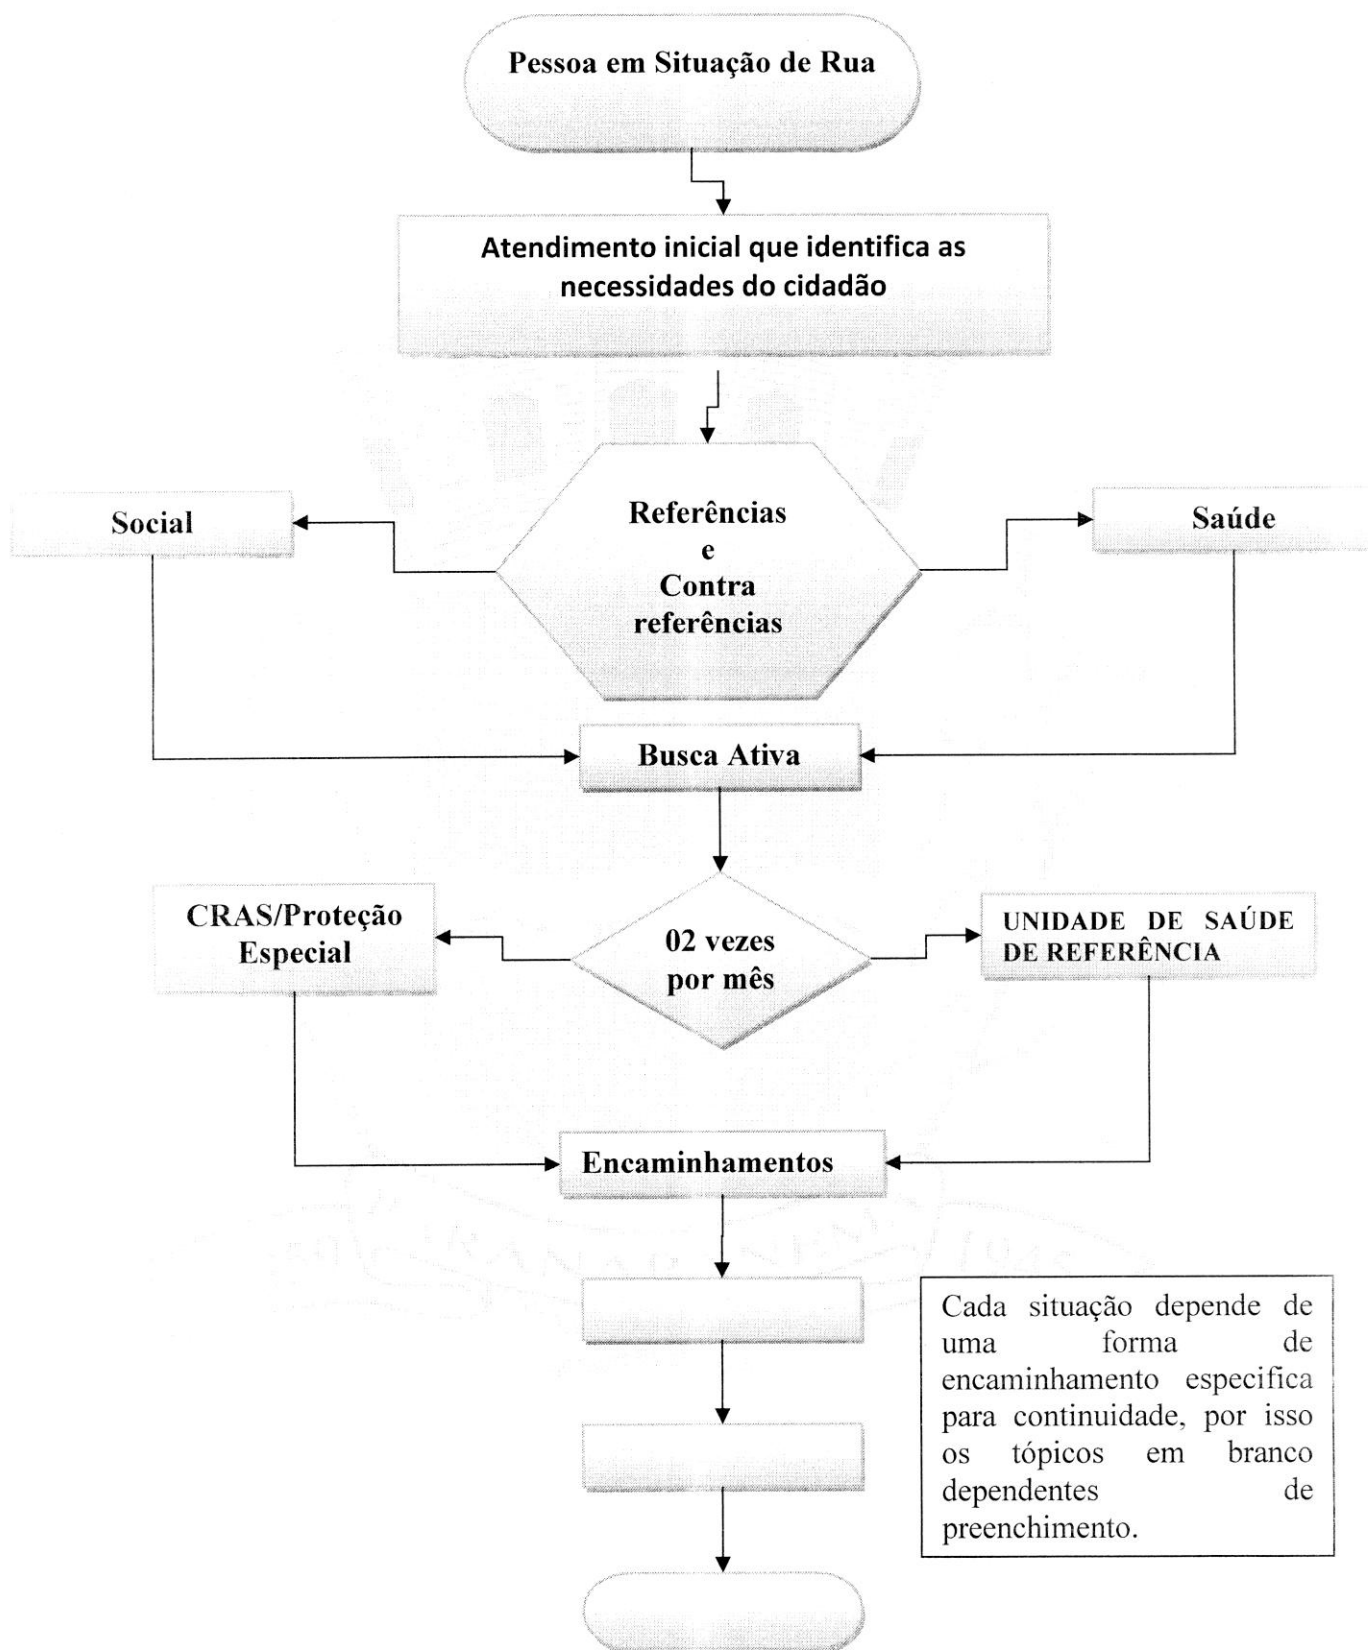 Pessoa em Situação de Rua
Atendimento inicial que identifica as
necessidades do cidadão
Social
Referências
e
Contra
referências
Saúde
Busca Ativa
CRAS/Proteção
Especial
02 vezes
por mês
UNIDADE DE SAÚDE
DE REFERÊNCIA
Encaminhamentos
Cada situação depende de
uma forma de
encaminhamento especifica
para continuidade, por isso
os tópicos em branco
dependentes de
preenchimento.